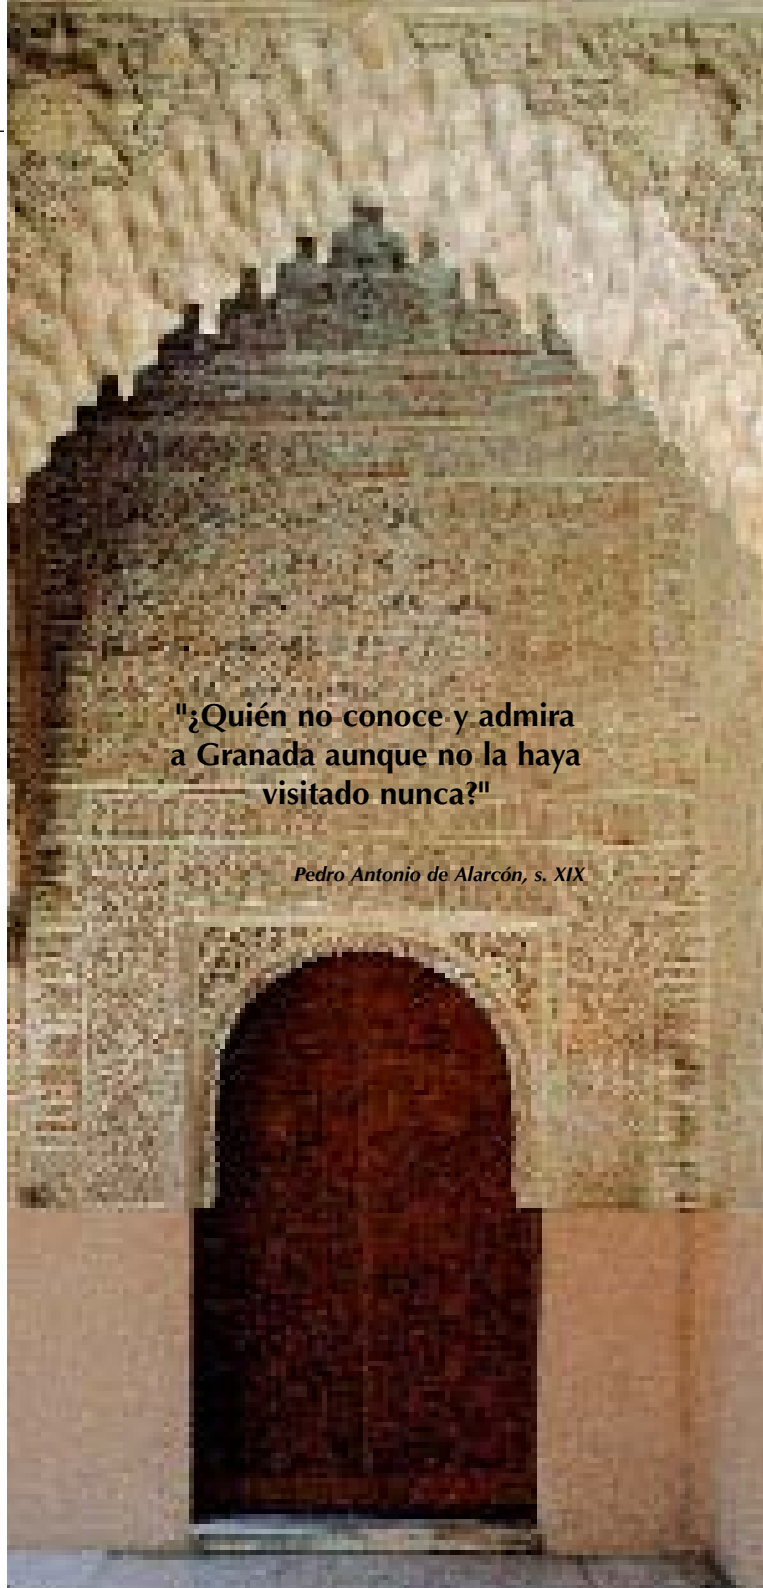 "¿Quién no conoce y admira
a Granada aunque no la haya
visitado nunca?"
Pedro Antonio de Alarcón, s. XIX